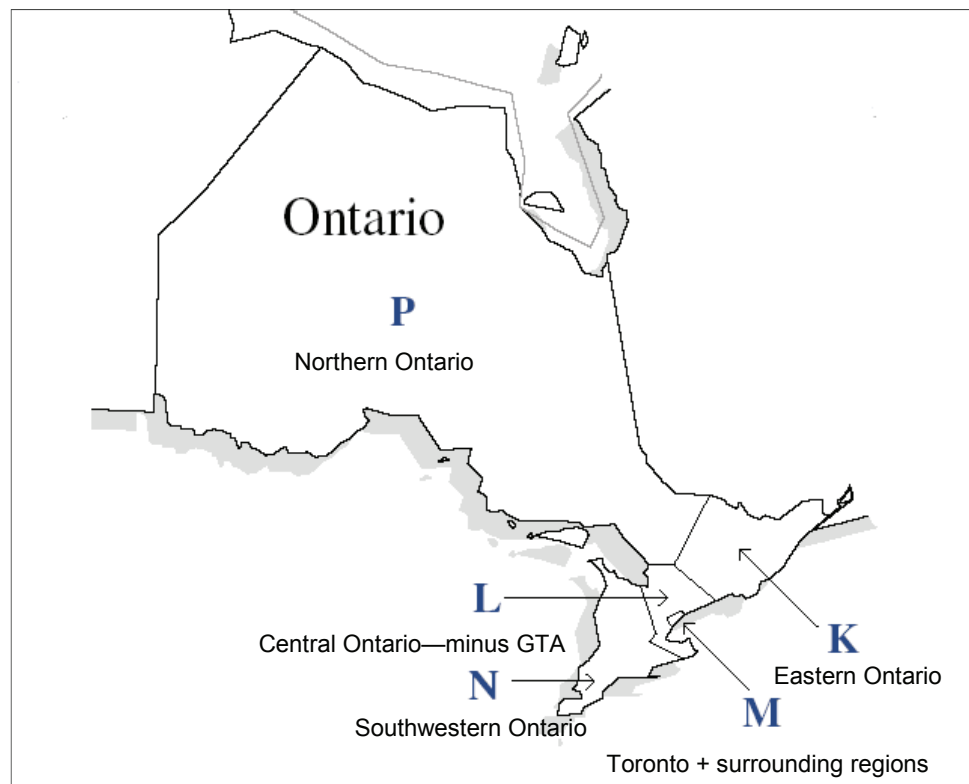 Ontario
P
Northern Ontario
L
Central Ontario—minus GTA
K
Eastern Ontario
N
Southwestern Ontario
M
Toronto + surrounding regions